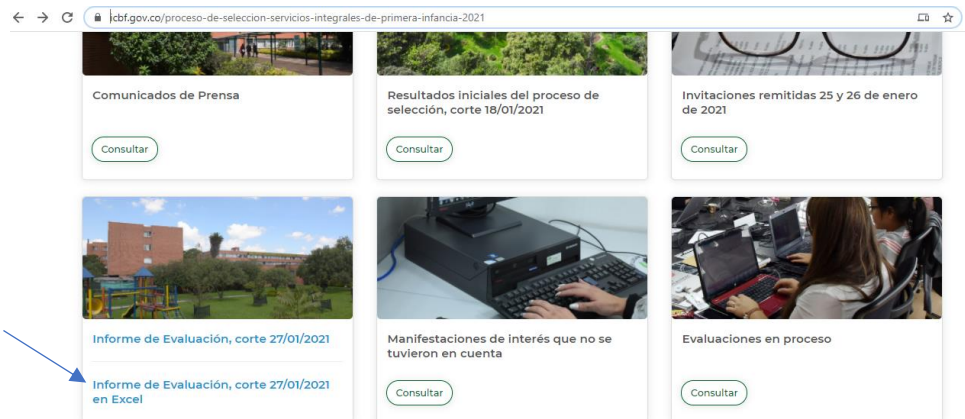 icbf.gov.co/proceso-de-seleccion-servicios-integrales-de-primera-infancia-2021
Comunicados de Prensa
Consultar
Resultados iniciales del proceso de
selección, corte 18/01/2021
Consultar
Invitaciones remitidas 25 y 26 de enero
de 2021
Consultar
Informe de Evaluación, corte 27/01/2021
Informe de Evaluación, corte 27/01/2021
en Excel
Manifestaciones de interés que no se
tuvieron en cuenta
Consultar
Evaluaciones en proceso
Consultar